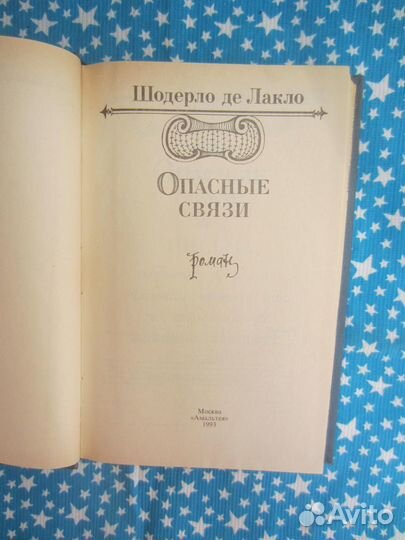 Шодерло де Лакло
ОПАСНЫЕ
СВЯЗИ
Роман
Москва
«Амальтея»
1993
Avito